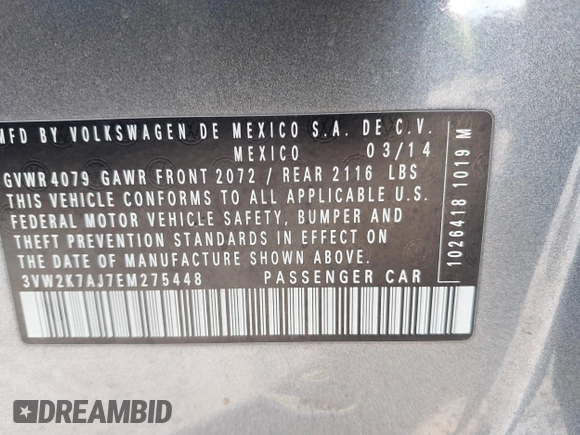 MFD BY VOLKSWAGEN DE MEXICO S.A. DE C.V.
MEXICO 03/14
GVWR4079 GAWR FRONT 2072 / REAR 2116 LBS
THIS VEHICLE CONFORMS TO ALL APPLICABLE U.S.
FEDERAL MOTOR VEHICLE SAFETY, BUMPER AND
THEFT PREVENTION STANDARDS IN EFFECT ON
THE DATE OF MANUFACTURE SHOWN ABOVE
3VW2K7AJ7EM275448 PASSENGER CAR
1026418 1019 M
DREAMBID